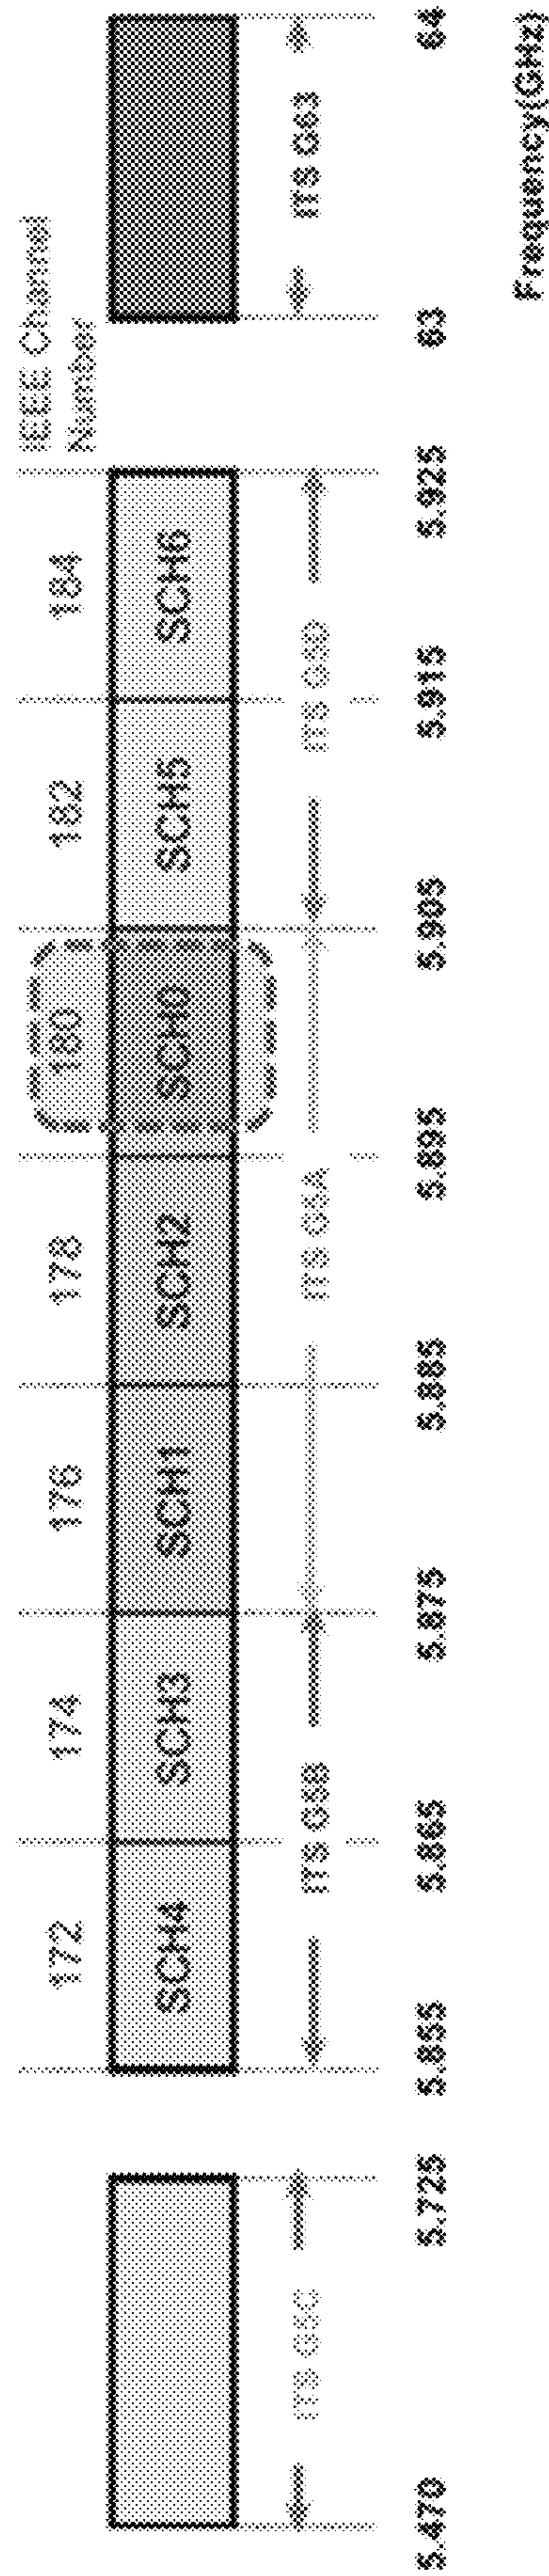 IEEE Channel
Number
172 174 176 178 180 182 184
SCH4 SCH3 SCH1 SCH2 SCH0 SCH5 SCH6
ITS G5C ITS G5B ITS G5A ITS G5D ITS G63
5.470 5.725 5.855 5.865 5.875 5.885 5.895 5.905 5.915 5.925 63 64
Frequency(GHz)